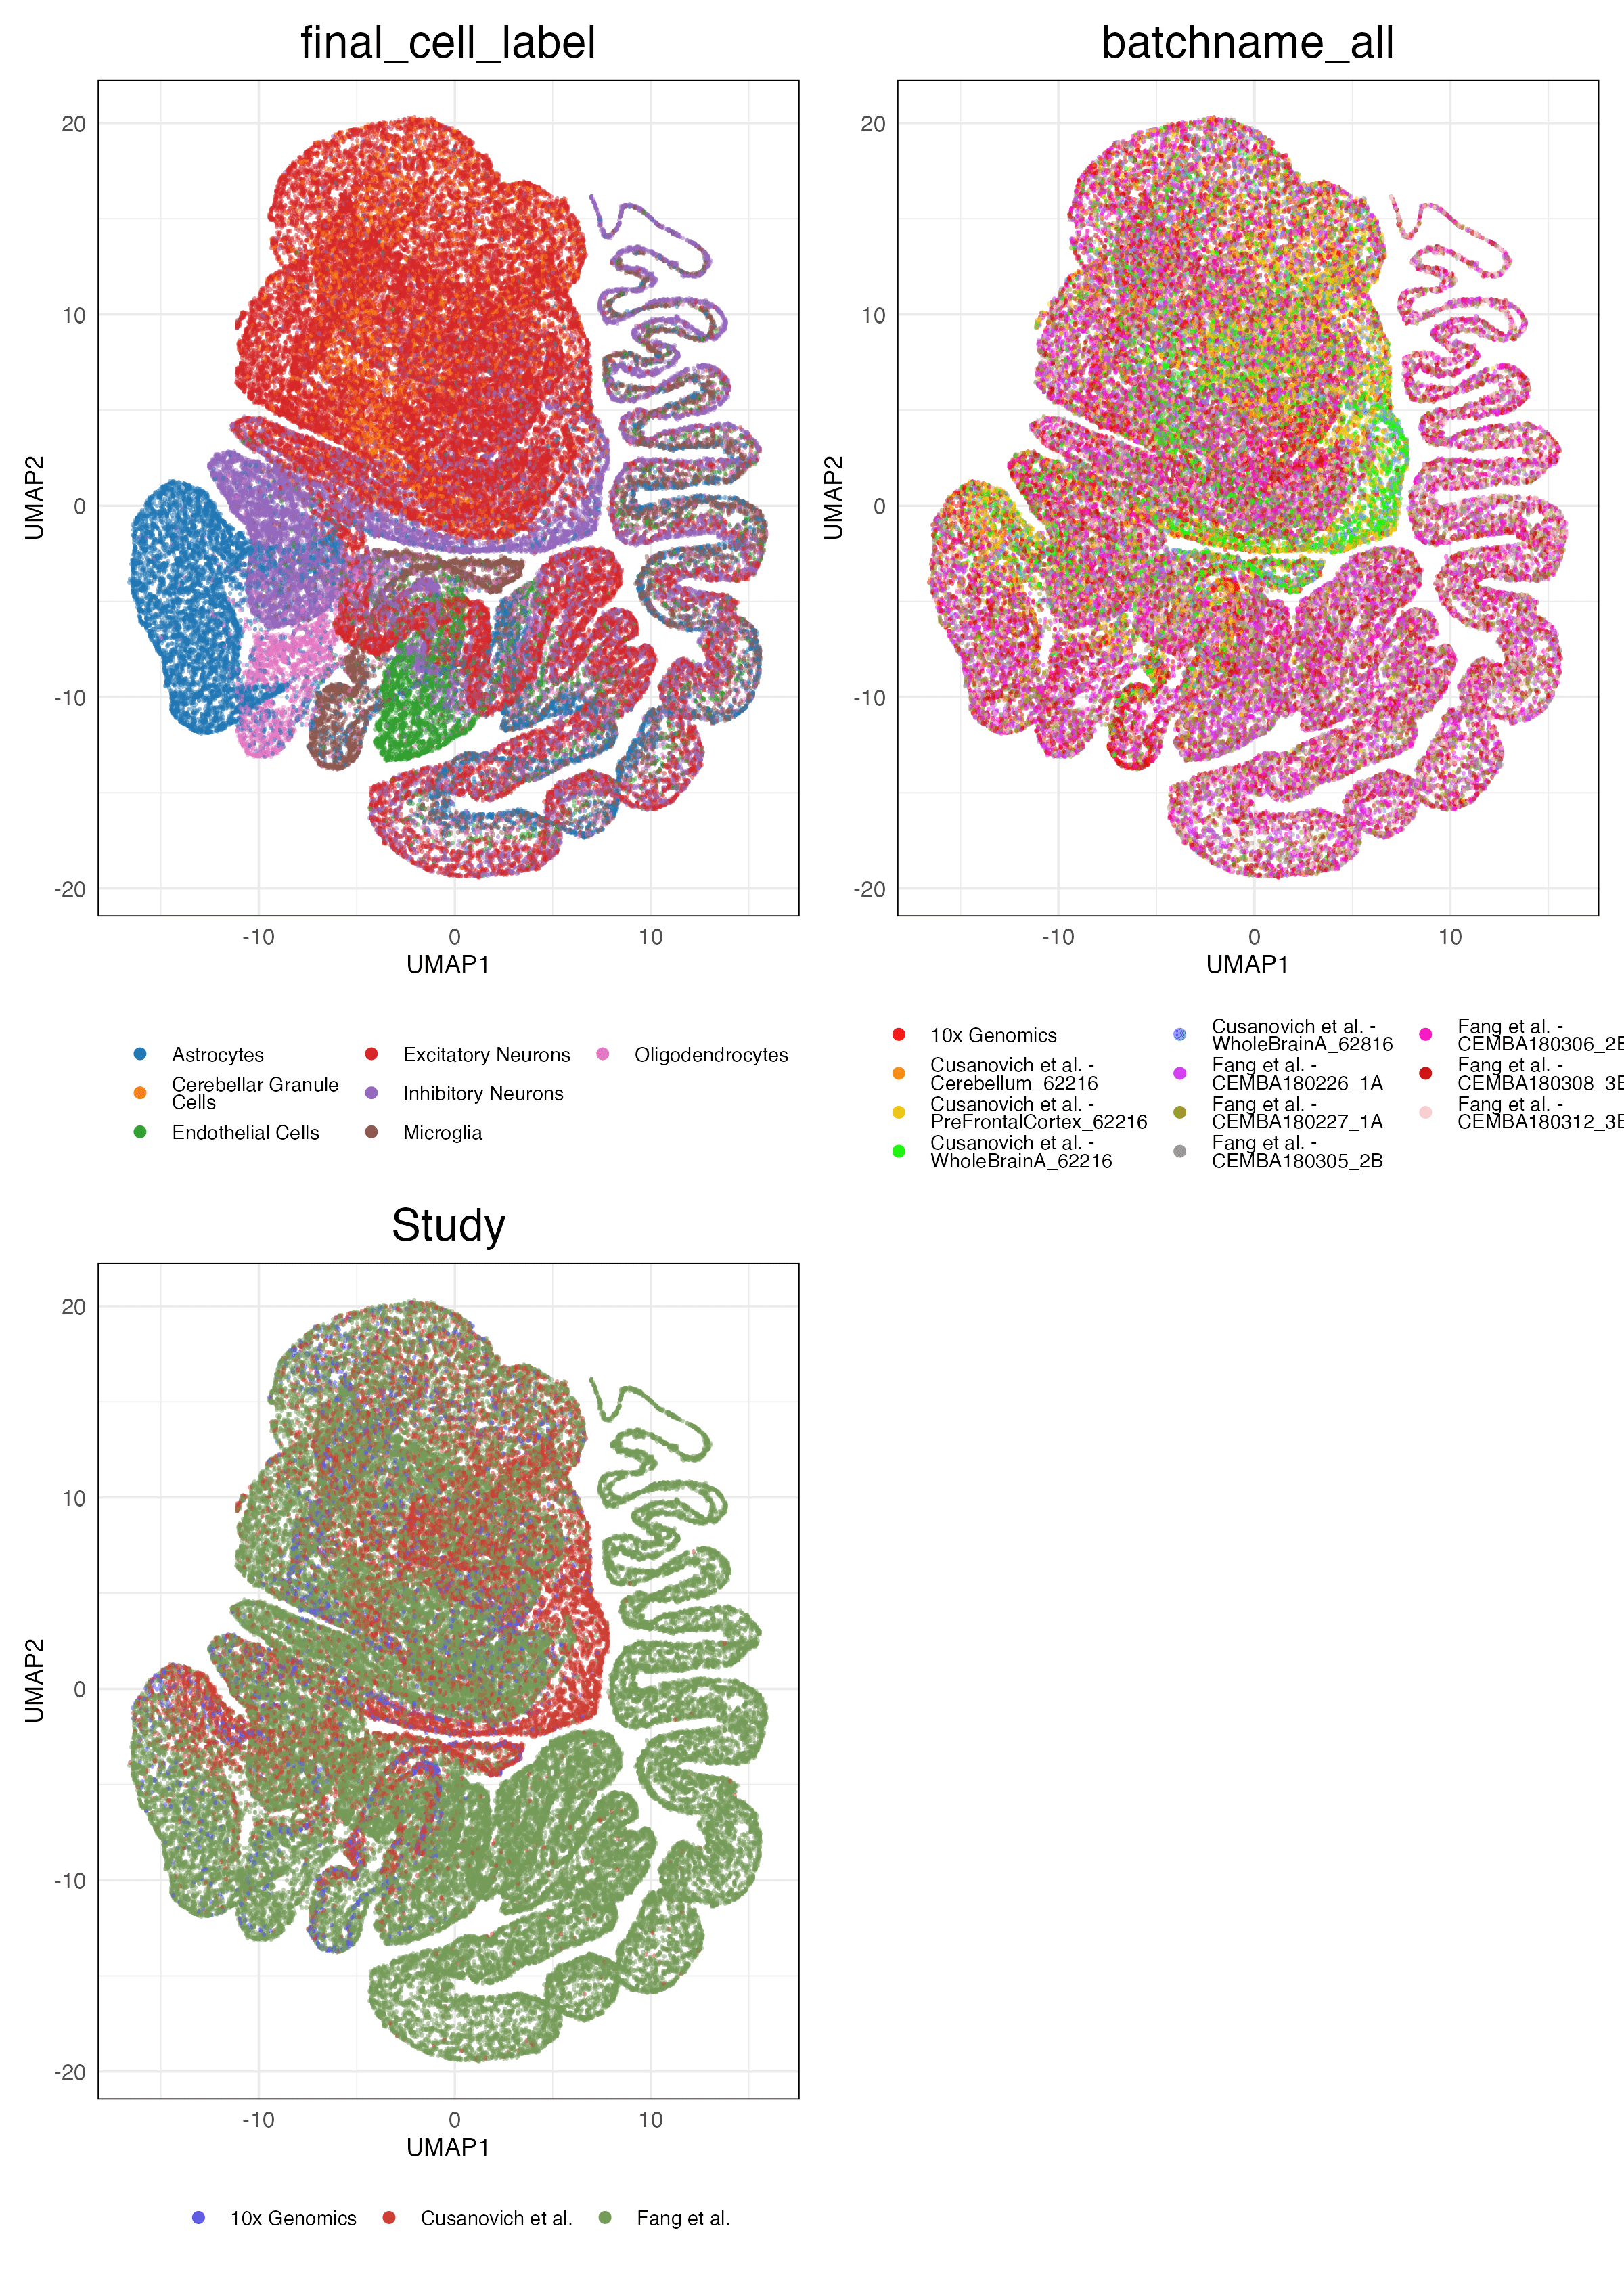 final_cell_label
20
10
0
-10
-20
UMAP2
-10
0
10
UMAP1
Astrocytes
Cerebellar Granule
Cells
Endothelial Cells
Excitatory Neurons
Inhibitory Neurons
Microglia
Oligodendrocytes
batchname_all
20
10
0
-10
-20
UMAP2
-10
0
10
UMAP1
10x Genomics
Cusanovich et al. -
Cerebellum_62216
Cusanovich et al. -
PreFrontalCortex_62216
Cusanovich et al. -
WholeBrainA_62216
Cusanovich et al. -
WholeBrainA_62816
Fang et al. -
CEMBA180226_1A
Fang et al. -
CEMBA180227_1A
Fang et al. -
CEMBA180305_2B
Fang et al. -
CEMBA180306_2B
Fang et al. -
CEMBA180308_3B
Fang et al. -
CEMBA180312_3B
Study
20
10
0
-10
-20
UMAP2
-10
0
10
UMAP1
10x Genomics
Cusanovich et al.
Fang et al.